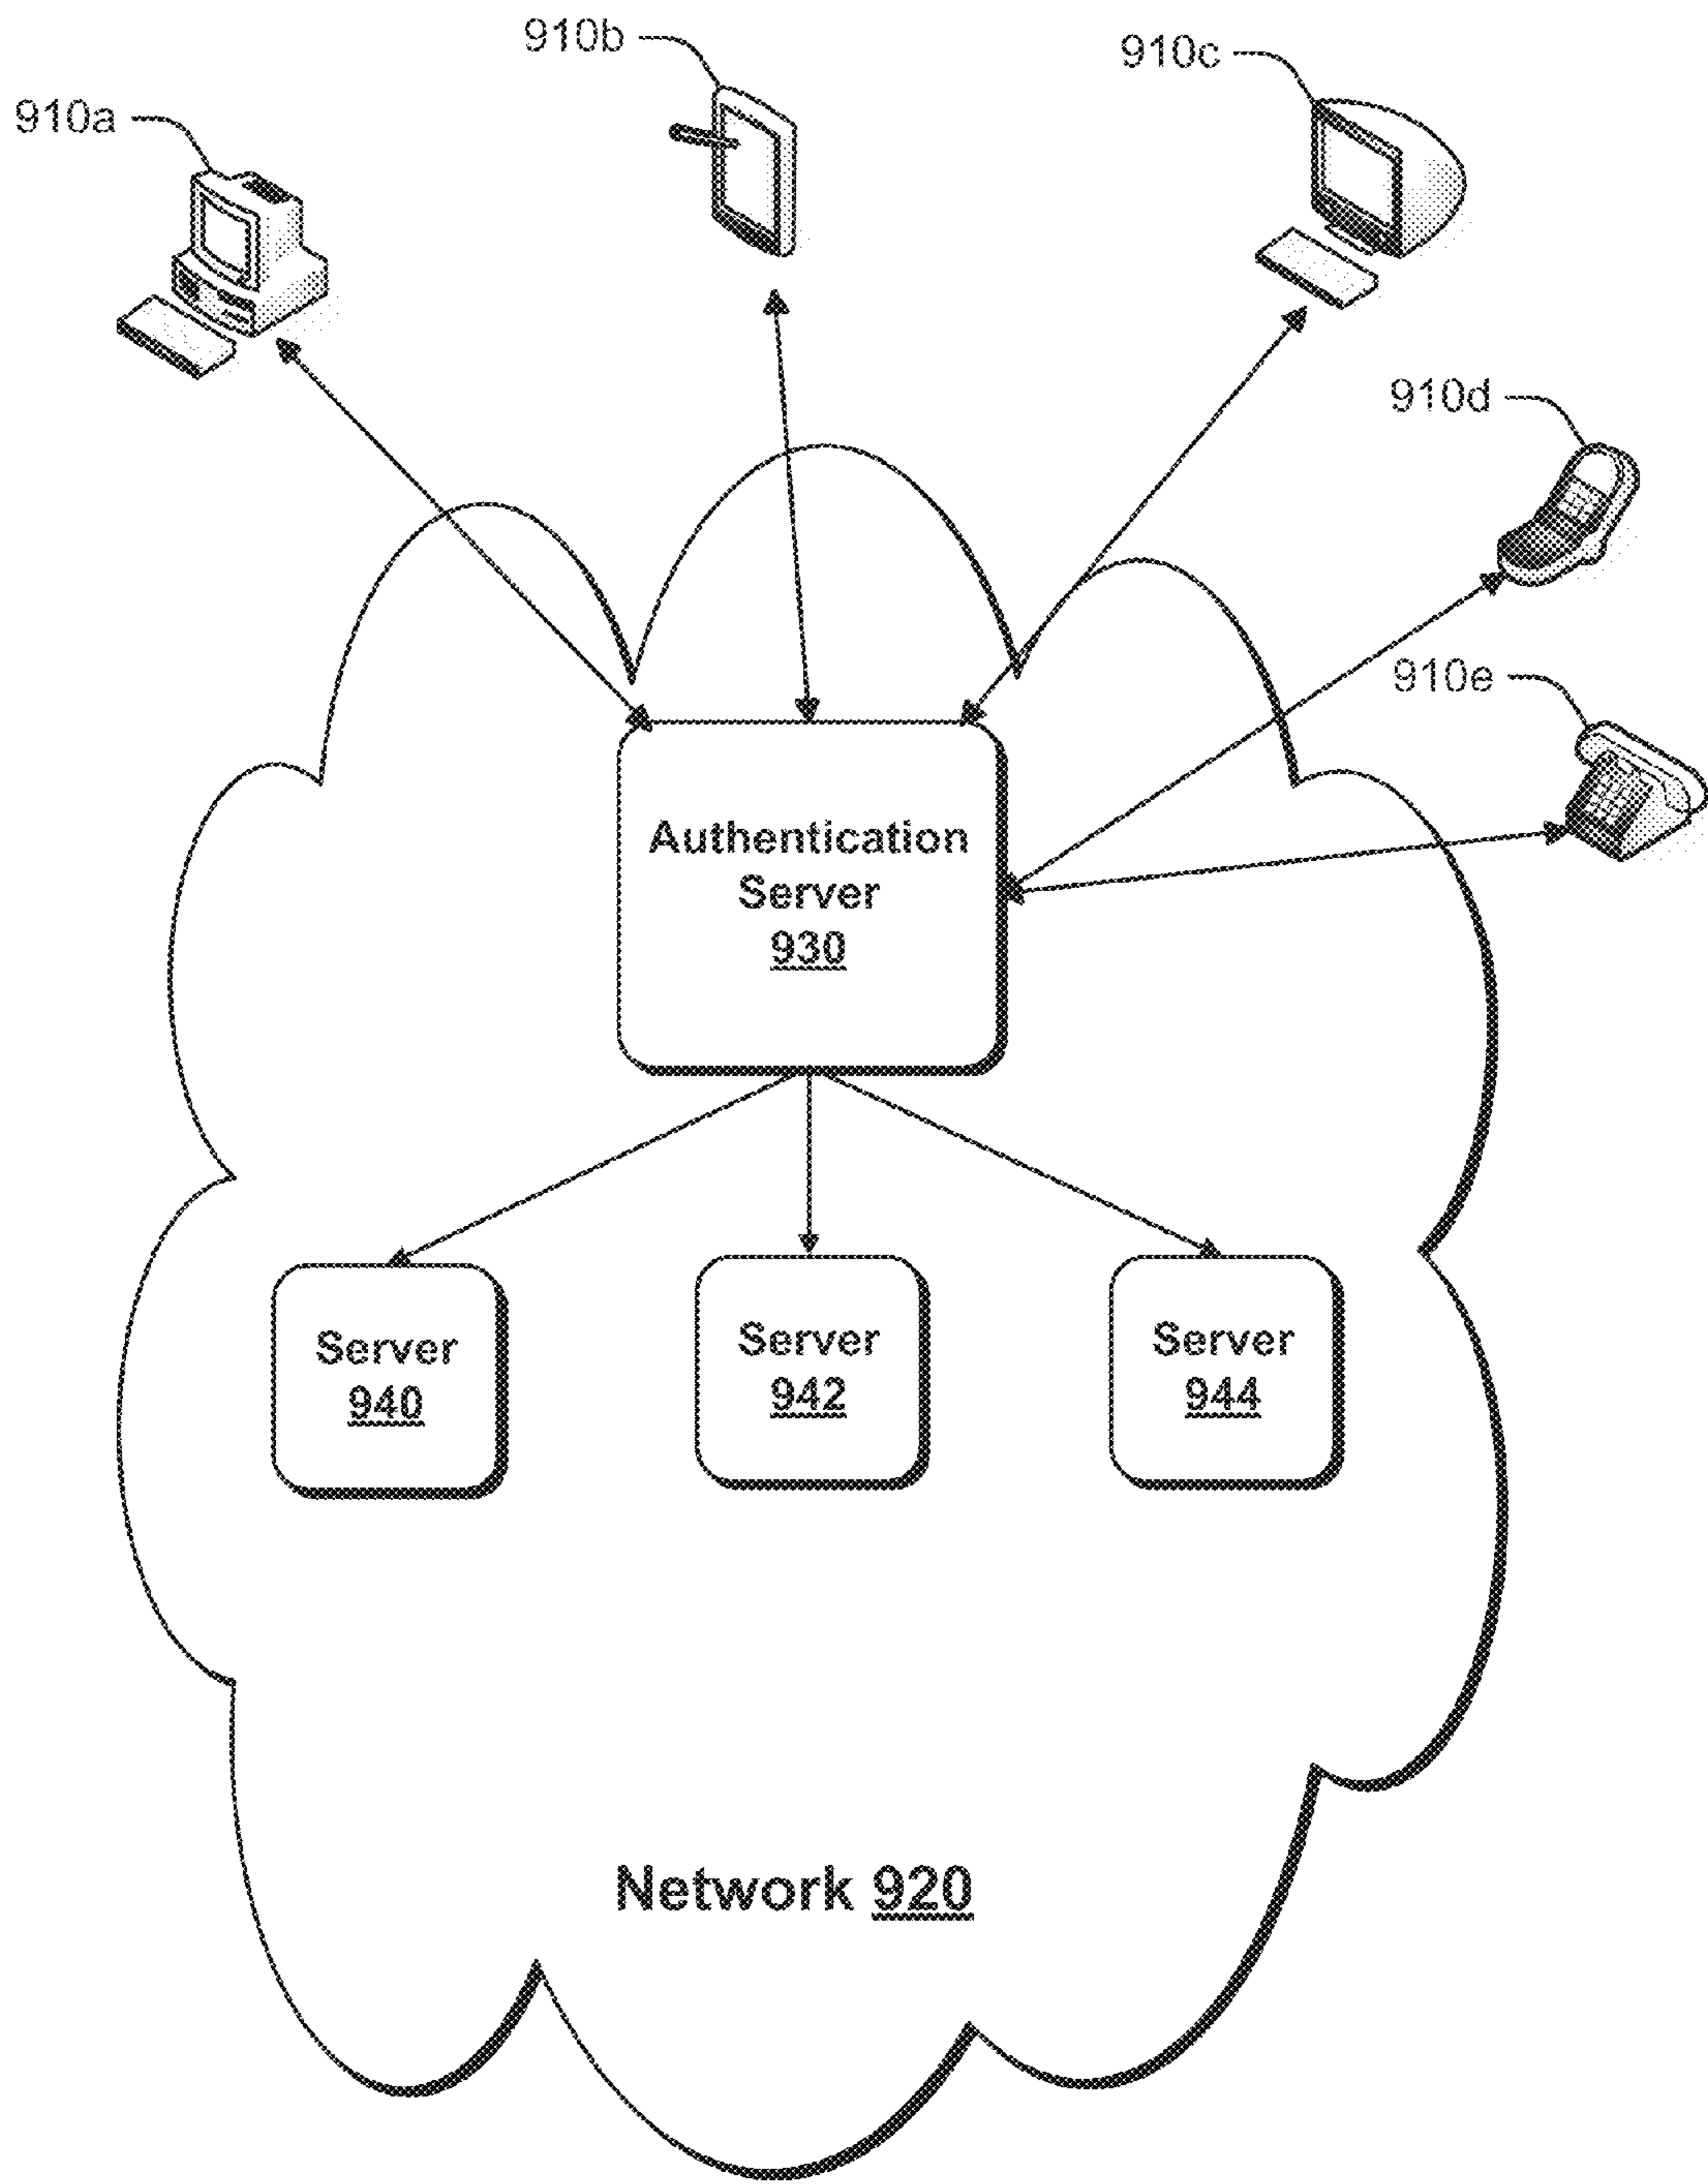 910b
910c
910a
910d
910e
Authentication
Server
930
Server
940
Server
942
Server
944
Network 920